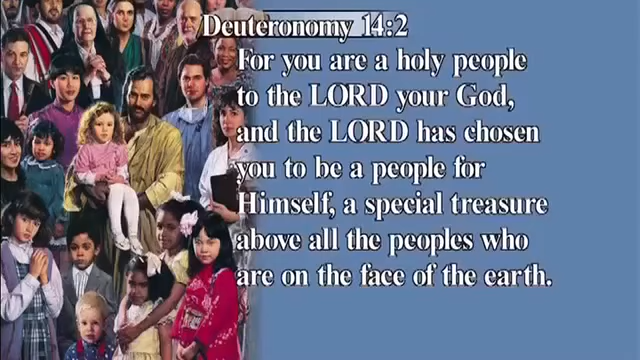 Deuteronomy 14:2
For you are a holy people
to the LORD your God,
and the LORD has chosen
you to be a people for
Himself, a special treasure
above all the peoples who
are on the face of the earth.